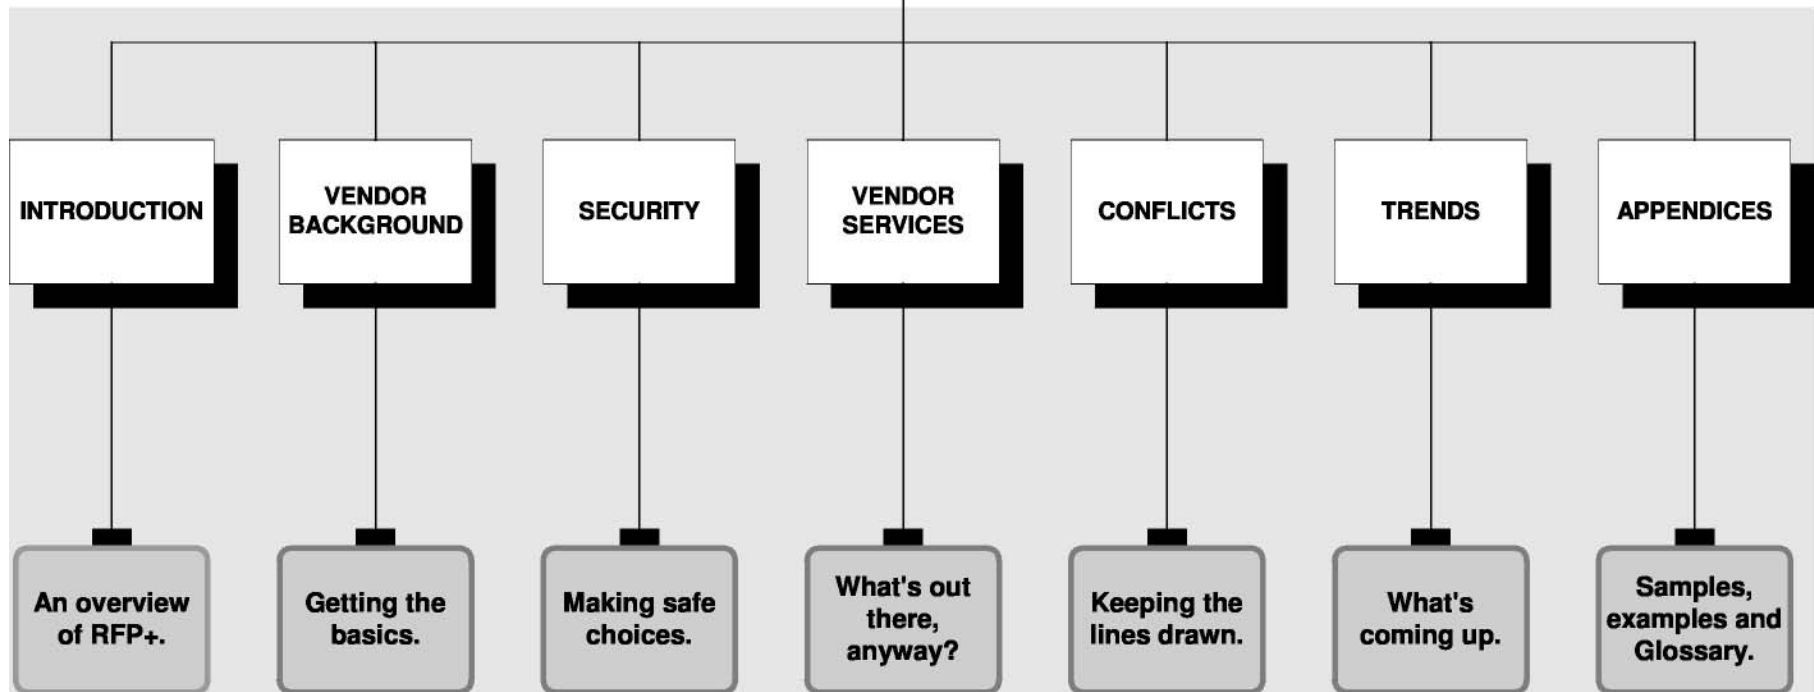 INTRODUCTION
VENDOR
BACKGROUND
SECURITY
VENDOR
SERVICES
CONFLICTS
TRENDS
APPENDICES
An overview
of RFP+.
Getting the
basics.
Making safe
choices.
What's out
there,
anyway?
Keeping the
lines drawn.
What's
coming up.
Samples,
examples and
Glossary.